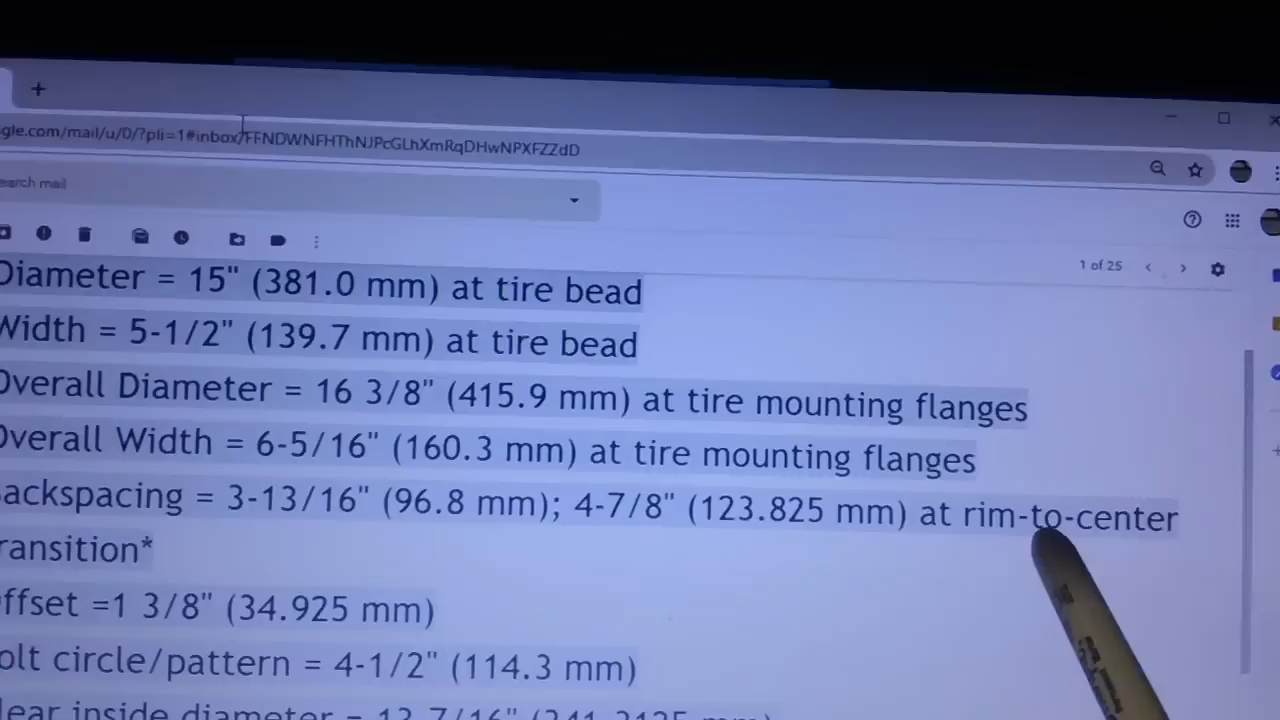 gle.com/mail/u/0/?pli=1#inbox/FFNDWNFHThNJPcGLhXmRqDHwNPXFZZdD
earch mail
1 of 25
Diameter = 15" (381.0 mm) at tire bead
Width = 5-1/2" (139.7 mm) at tire bead
Overall Diameter = 16 3/8" (415.9 mm) at tire mounting flanges
Overall Width = 6-5/16" (160.3 mm) at tire mounting flanges
ackspacing = 3-13/16" (96.8 mm); 4-7/8" (123.825 mm) at rim-to-center
ransition*
ffset =1 3/8" (34.925 mm)
olt circle/pattern = 4-1/2" (114.3 mm)
lear inside diameter =